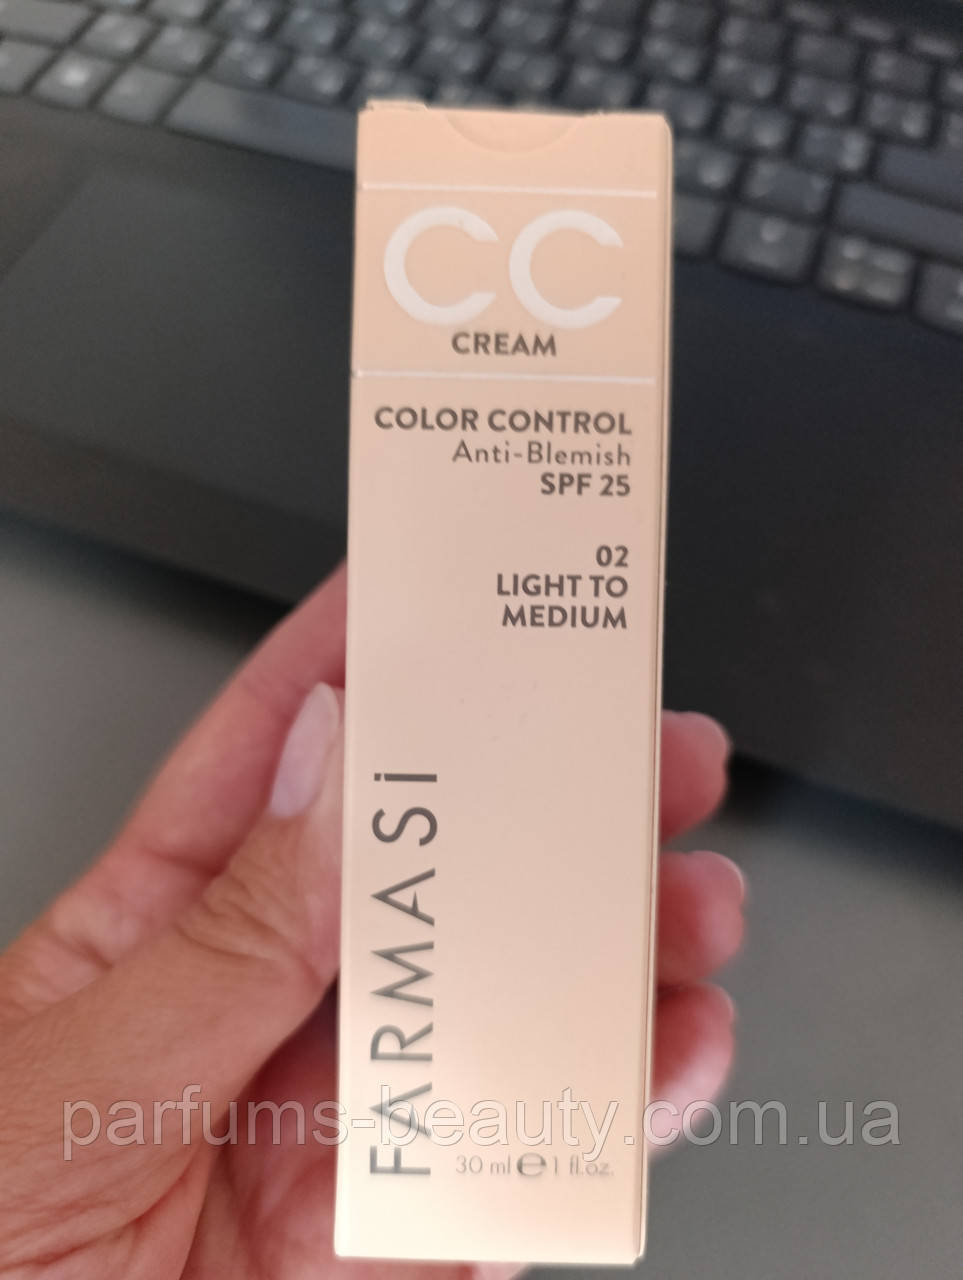 CC
CREAM
COLOR CONTROL
Anti-Blemish
SPF 25
02
LIGHT TO
MEDIUM
FARMASi
parfums-beauty.com.ua
30 ml ℮ 1 fl.oz.